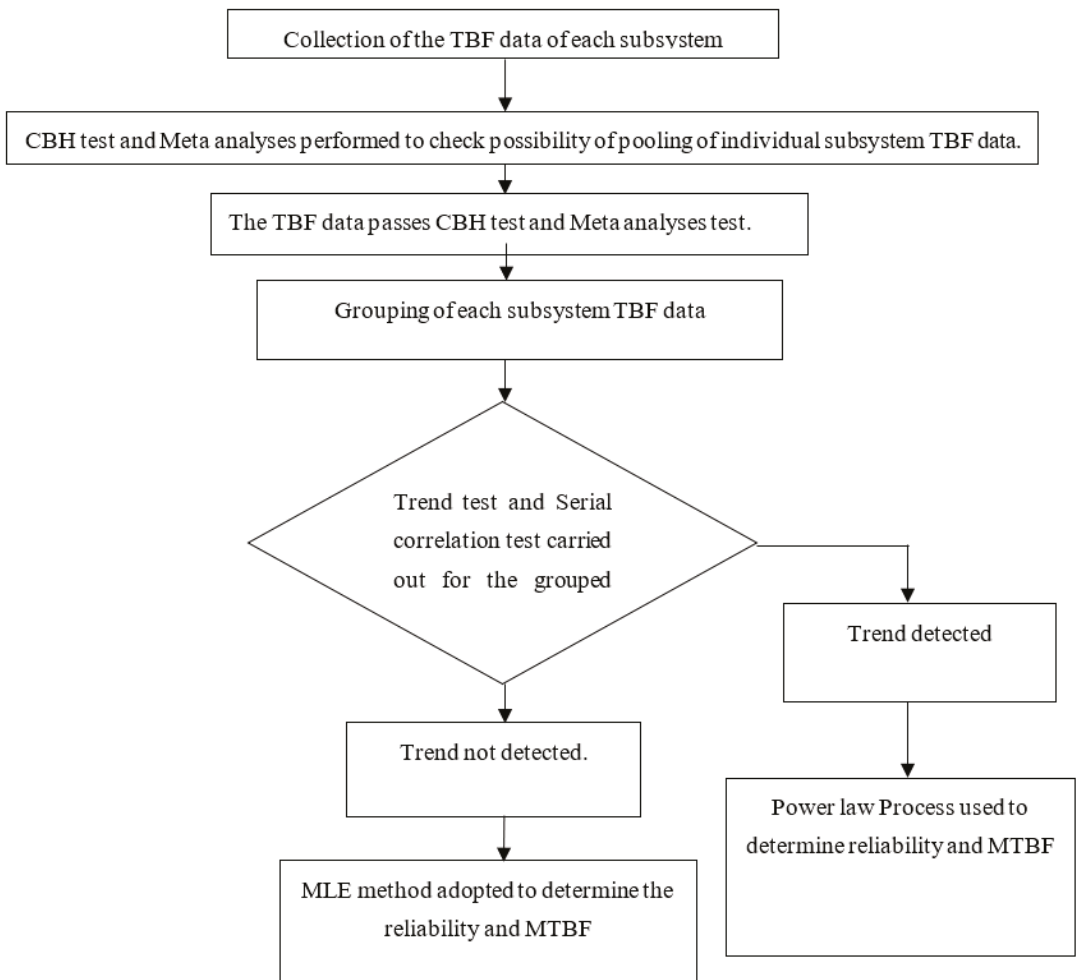 Collection of the TBF data of each subsystem
CBH test and Meta analyses performed to check possibility of pooling of individual subsystem TBF data.
The TBF data passes CBH test and Meta analyses test.
Grouping of each subsystem TBF data
Trend test and Serial
correlation test carried
out for the grouped
Trend detected
Trend not detected.
Power law Process used to
determine reliability and MTBF
MLE method adopted to determine the
reliability and MTBF